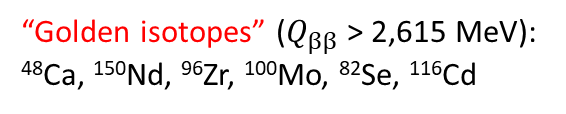 “Golden isotopes” (Qββ > 2,615 MeV):
⁴⁸Ca, ¹⁵⁰Nd, ⁹⁶Zr, ¹⁰⁰Mo, ⁸²Se, ¹¹⁶Cd